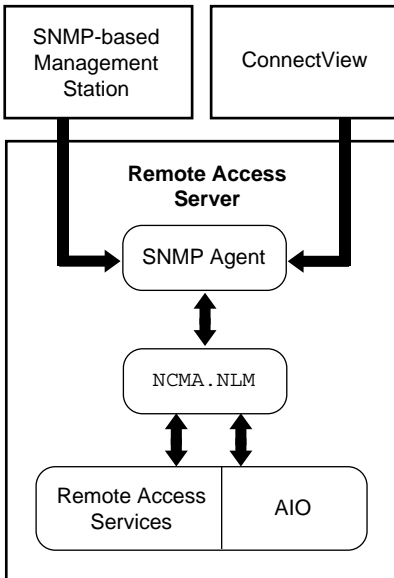 SNMP-based
Management
Station
ConnectView
Remote Access
Server
SNMP Agent
NCMA.NLM
Remote Access
Services
AIO